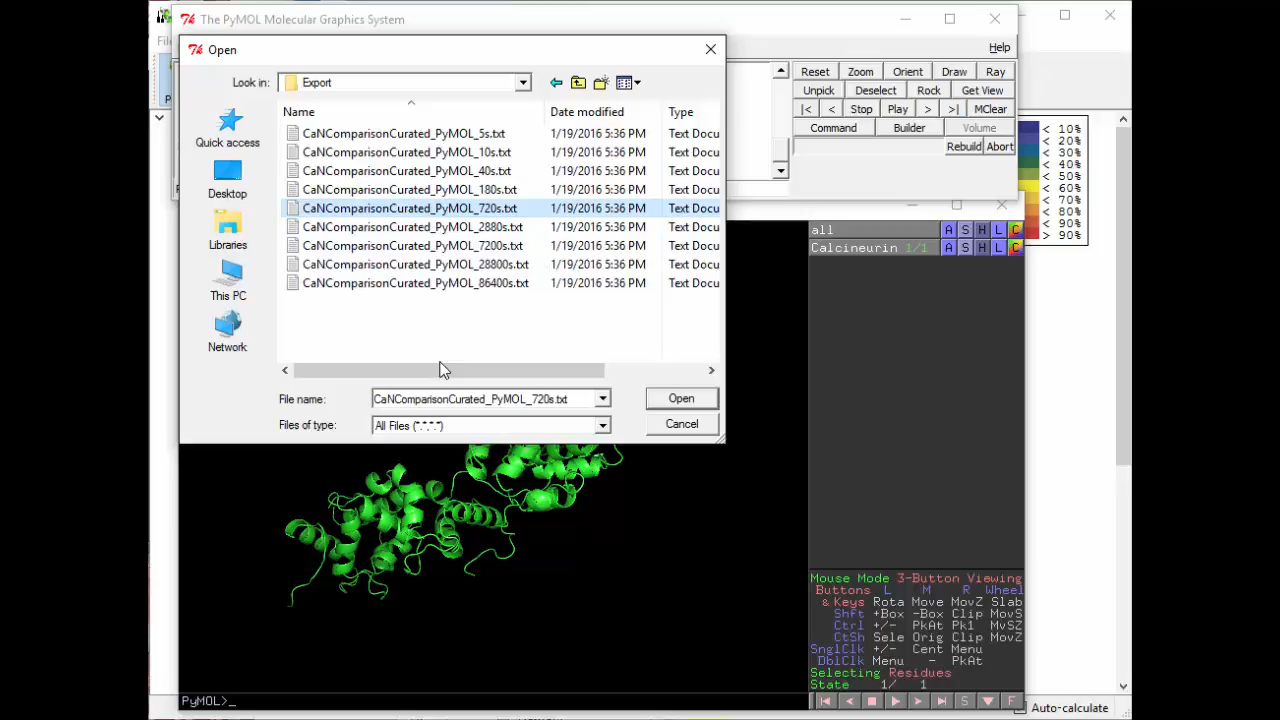 The PyMOL Molecular Graphics System
Open
Help
Look in: Export
Name Date modified Type
Quick access
Desktop
Libraries
This PC
Network
CaNComparisonCurated_PyMOL_5s.txt 1/19/2016 5:36 PM Text Docu
CaNComparisonCurated_PyMOL_10s.txt 1/19/2016 5:36 PM Text Docu
CaNComparisonCurated_PyMOL_40s.txt 1/19/2016 5:36 PM Text Docu
CaNComparisonCurated_PyMOL_180s.txt 1/19/2016 5:36 PM Text Docu
CaNComparisonCurated_PyMOL_720s.txt 1/19/2016 5:36 PM Text Docu
CaNComparisonCurated_PyMOL_2880s.txt 1/19/2016 5:36 PM Text Docu
CaNComparisonCurated_PyMOL_7200s.txt 1/19/2016 5:36 PM Text Docu
CaNComparisonCurated_PyMOL_28800s.txt 1/19/2016 5:36 PM Text Docu
CaNComparisonCurated_PyMOL_86400s.txt 1/19/2016 5:36 PM Text Docu
File name: CaNComparisonCurated_PyMOL_720s.txt Open
Files of type: All Files (*.*,*.*) Cancel
Reset Zoom Orient Draw Ray
Unpick Deselect Rock Get View
|< < Stop Play > >| MClear
Command Builder Volume
Rebuild Abort
< 10%
< 20%
< 30%
< 40%
< 50%
< 60%
< 70%
< 80%
< 90%
> 90%
all A S H L C
Calcineurin 1/1 A S H L C
Mouse Mode 3-Button Viewing
Buttons L M R Wheel
& Keys Rota Move MovZ Slab
Shft +Box -Box Clip MovS
Ctrl +/- PkAt Pk1 MvSZ
CtSh Sele Orig Clip MovZ
SnglClk +/- Cent Menu
DblClk Menu - PkAt
Selecting Residues
State 1/ 1
S F
PyMOL>_
Auto-calculate